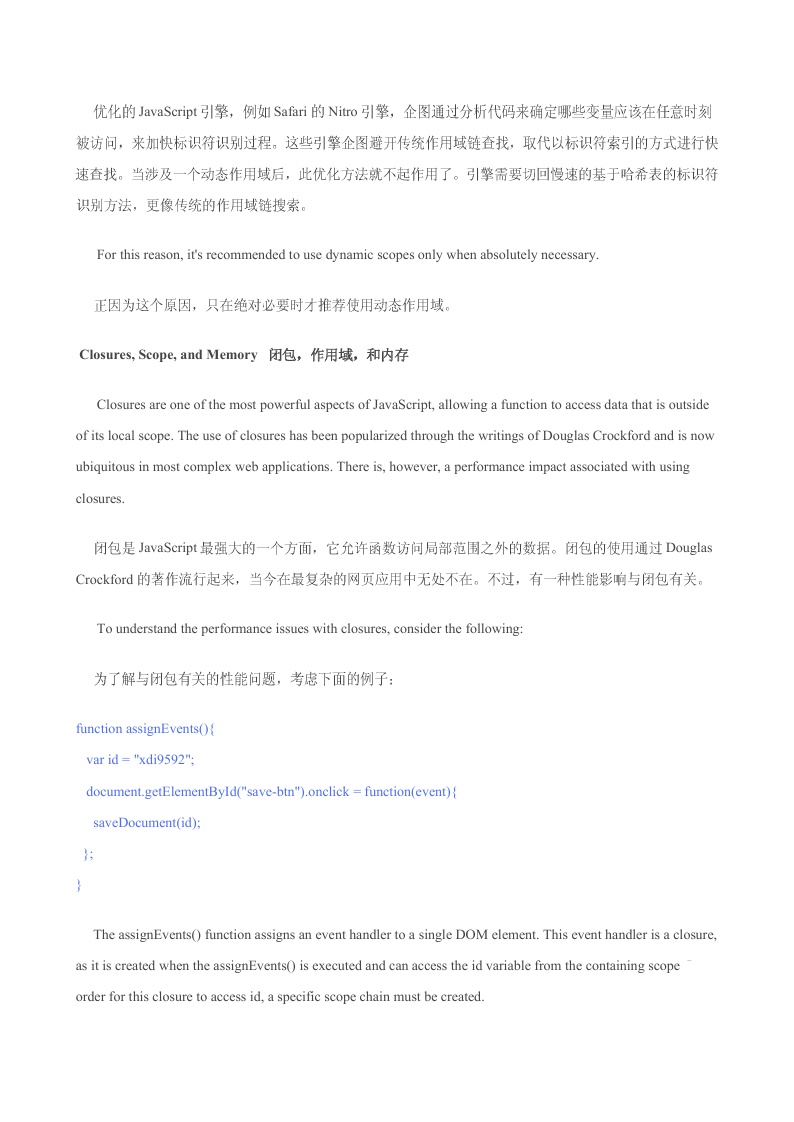 优化的 JavaScript 引擎，例如 Safari 的 Nitro 引擎，企图通过分析代码来确定哪些变量应该在任意时刻
被访问，来加快标识符识别过程。这些引擎企图避开传统作用域链查找，取代以标识符索引的方式进行快
速查找。当涉及一个动态作用域后，此优化方法就不起作用了。引擎需要切回慢速的基于哈希表的标识符
识别方法，更像传统的作用域链搜索。
For this reason, it's recommended to use dynamic scopes only when absolutely necessary.
正因为这个原因，只在绝对必要时才推荐使用动态作用域。
Closures, Scope, and Memory 闭包，作用域，和内存
Closures are one of the most powerful aspects of JavaScript, allowing a function to access data that is outside
of its local scope. The use of closures has been popularized through the writings of Douglas Crockford and is now
ubiquitous in most complex web applications. There is, however, a performance impact associated with using
closures.
闭包是 JavaScript 最强大的一个方面，它允许函数访问局部范围之外的数据。闭包的使用通过 Douglas
Crockford 的著作流行起来，当今在最复杂的网页应用中无处不在。不过，有一种性能影响与闭包有关。
To understand the performance issues with closures, consider the following:
为了解与闭包有关的性能问题，考虑下面的例子：
function assignEvents(){
var id = "xdi9592";
document.getElementById("save-btn").onclick = function(event){
saveDocument(id);
};
}
The assignEvents() function assigns an event handler to a single DOM element. This event handler is a closure,
as it is created when the assignEvents() is executed and can access the id variable from the containing scope
order for this closure to access id, a specific scope chain must be created.